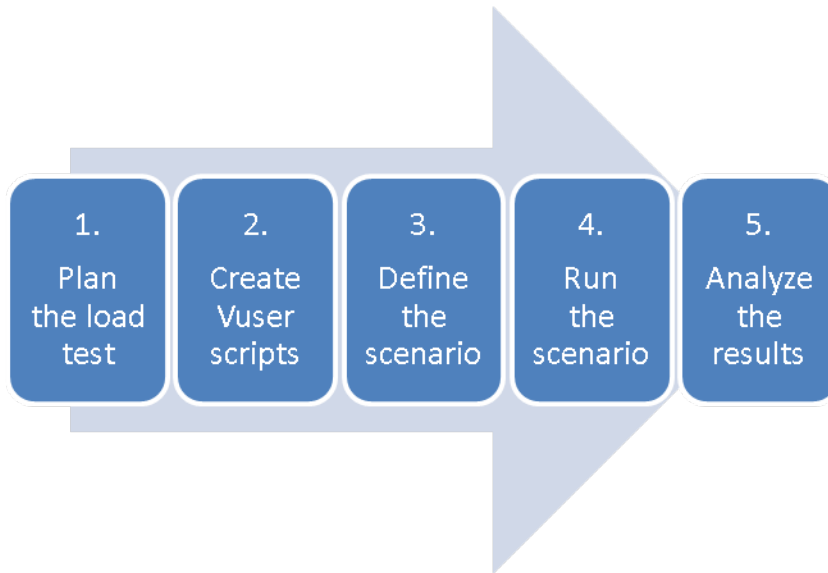 1.
Plan
the load
test
2.
Create
Vuser
scripts
3.
Define
the
scenario
4.
Run
the
scenario
5.
Analyze
the
results